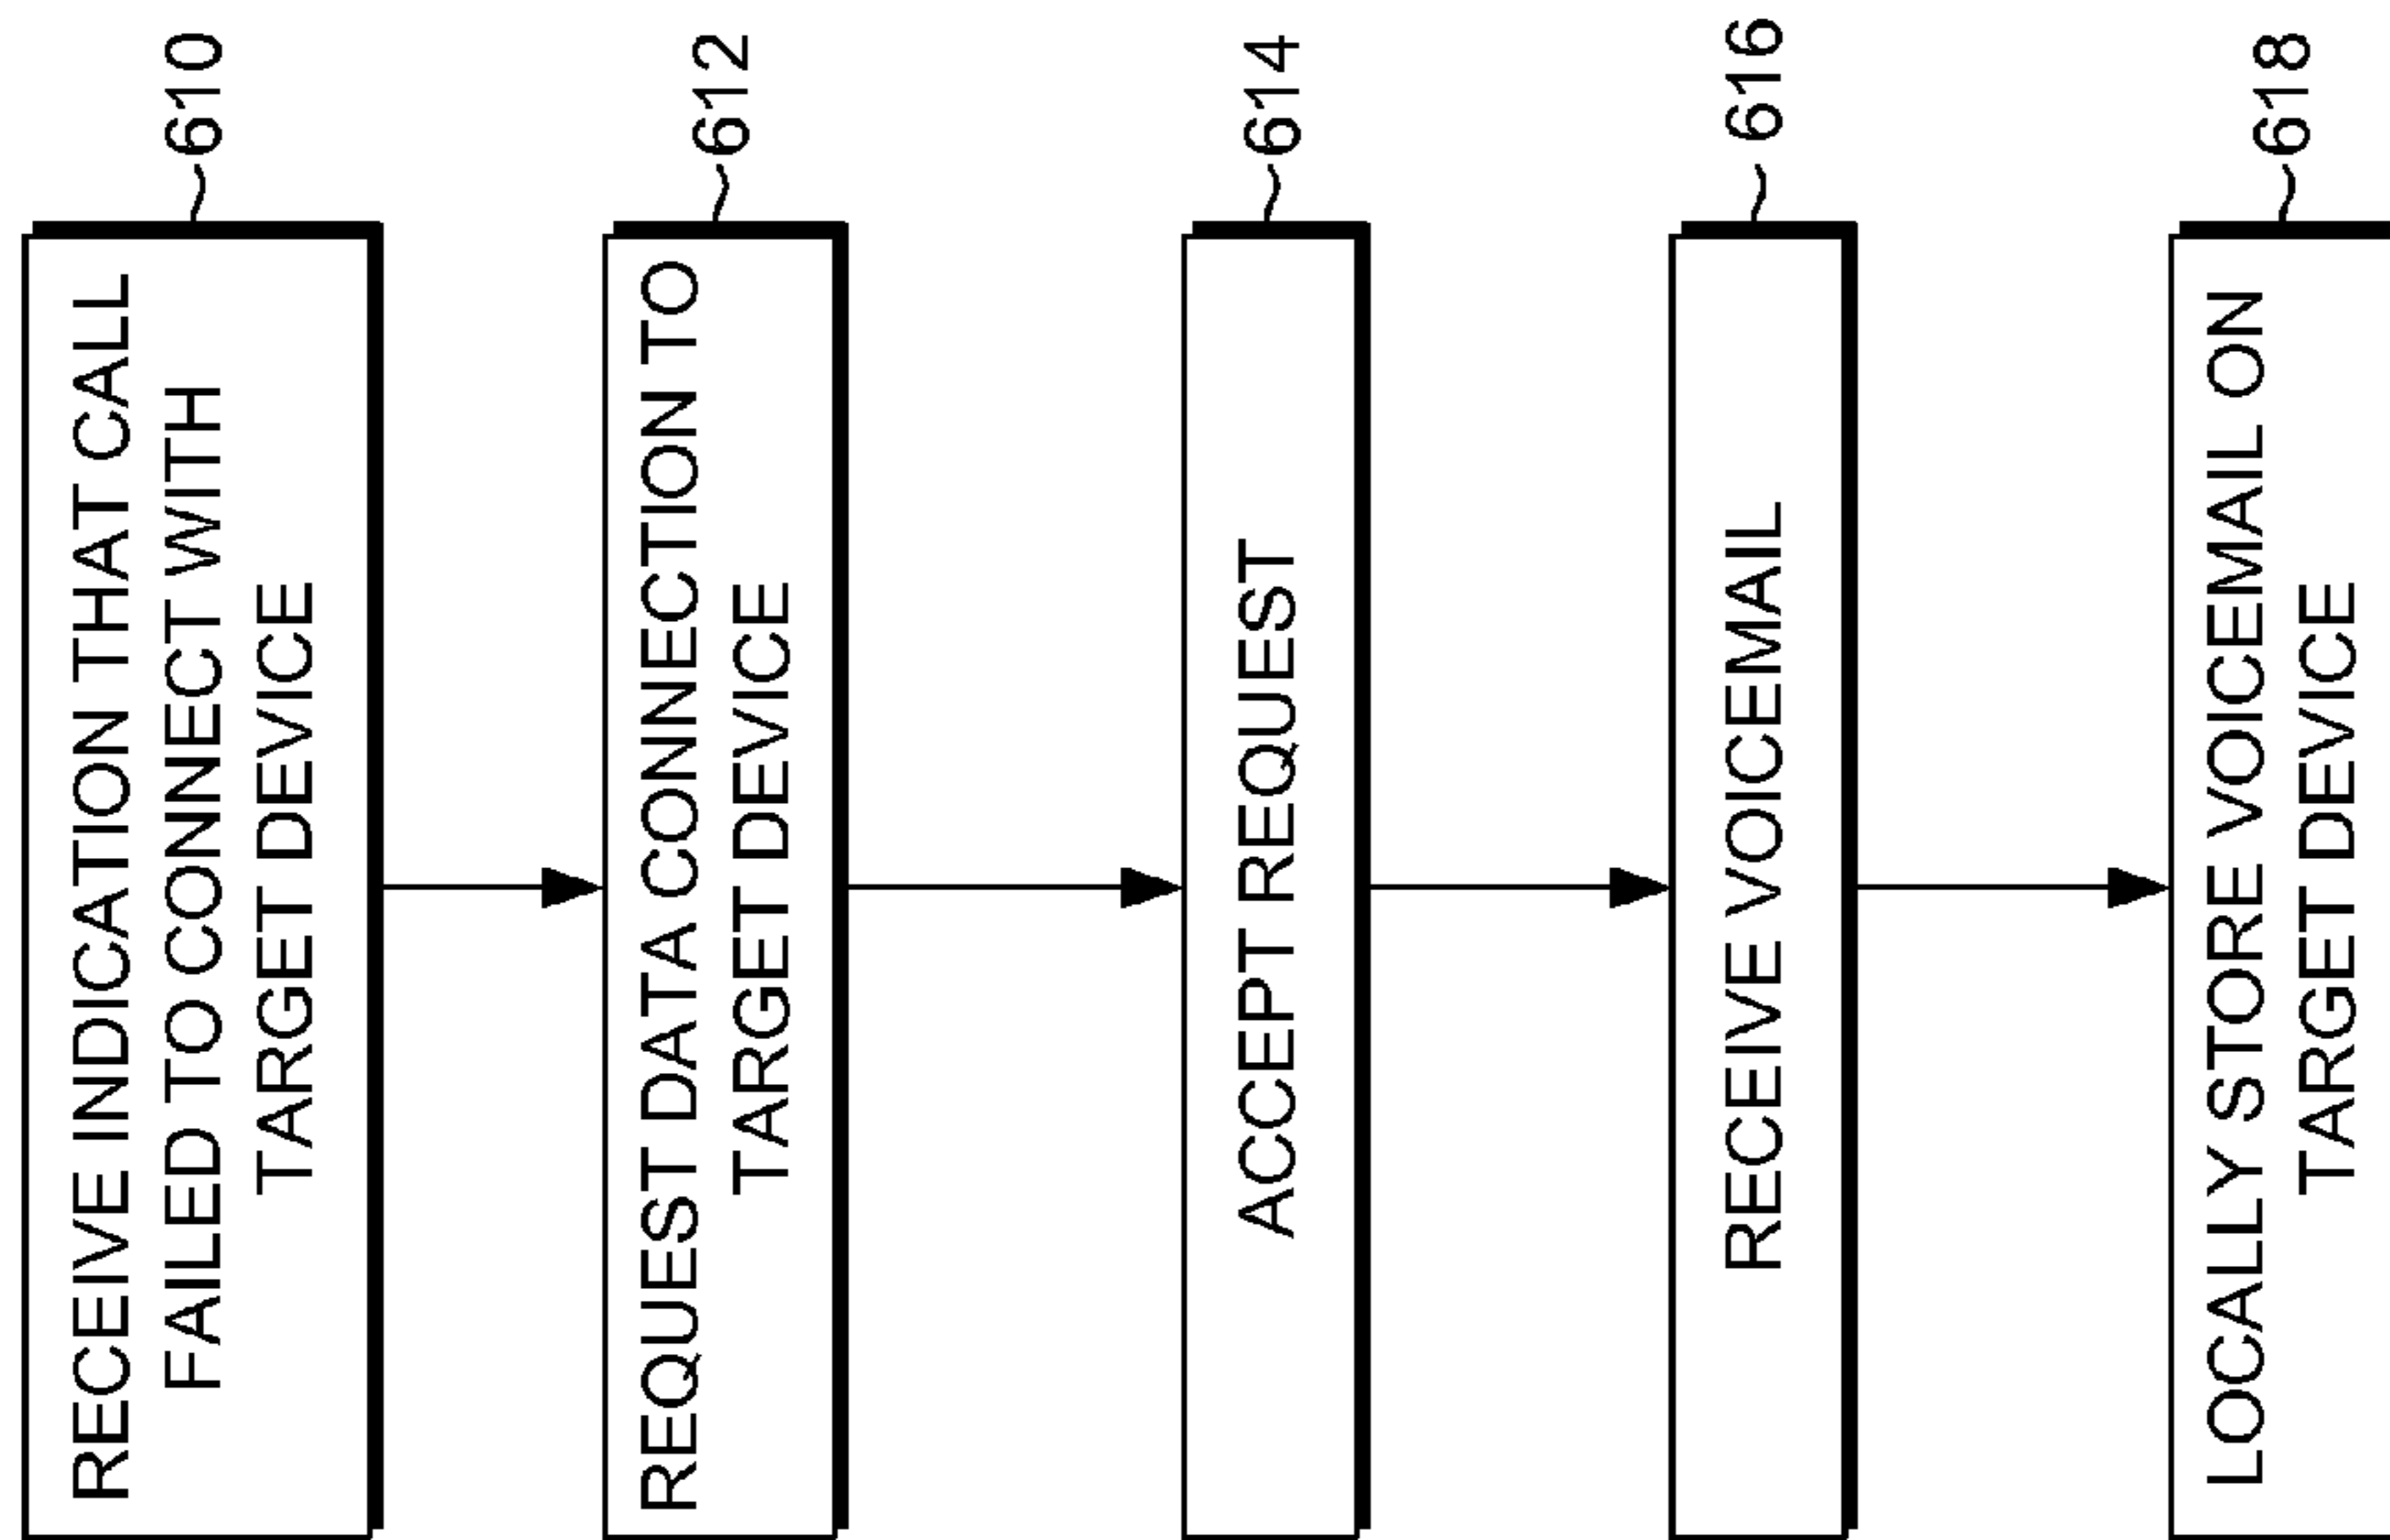 RECEIVE INDICATION THAT CALL
FAILED TO CONNECT WITH
TARGET DEVICE
610
REQUEST DATA CONNECTION TO
TARGET DEVICE
612
ACCEPT REQUEST
614
RECEIVE VOICEMAIL
616
LOCALLY STORE VOICEMAIL ON
TARGET DEVICE
618